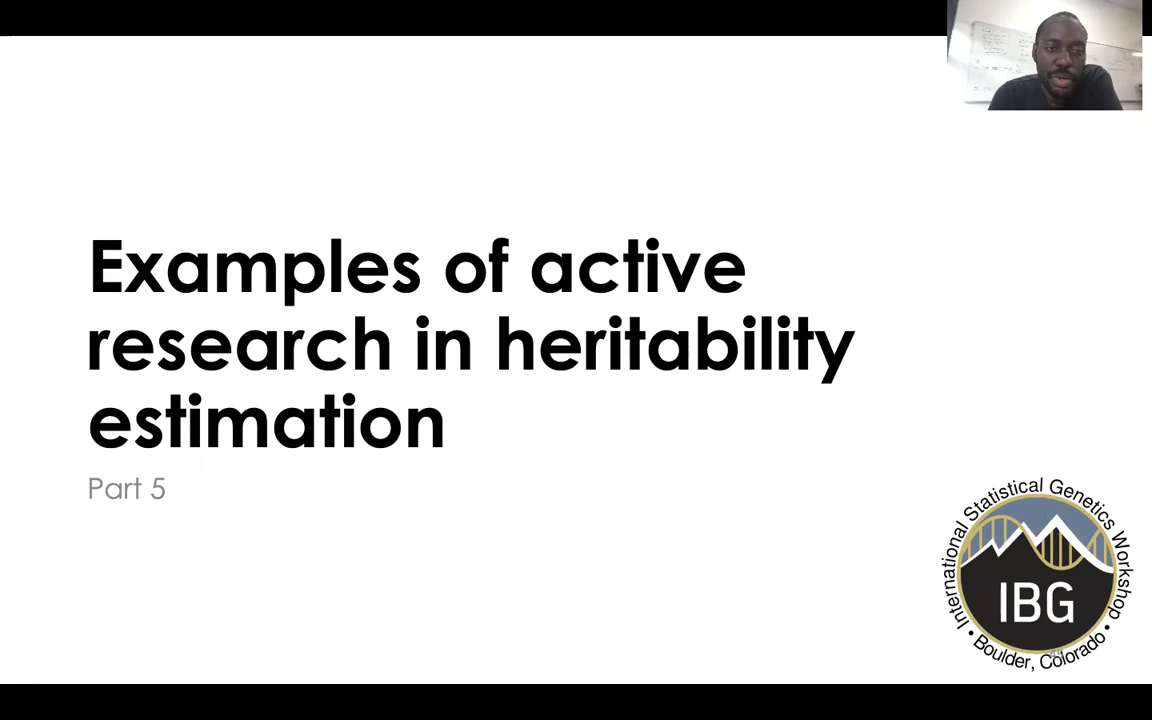 Examples of active
research in heritability
estimation
Part 5
International Statistical Genetics Workshop
• Boulder, Colorado •
IBG